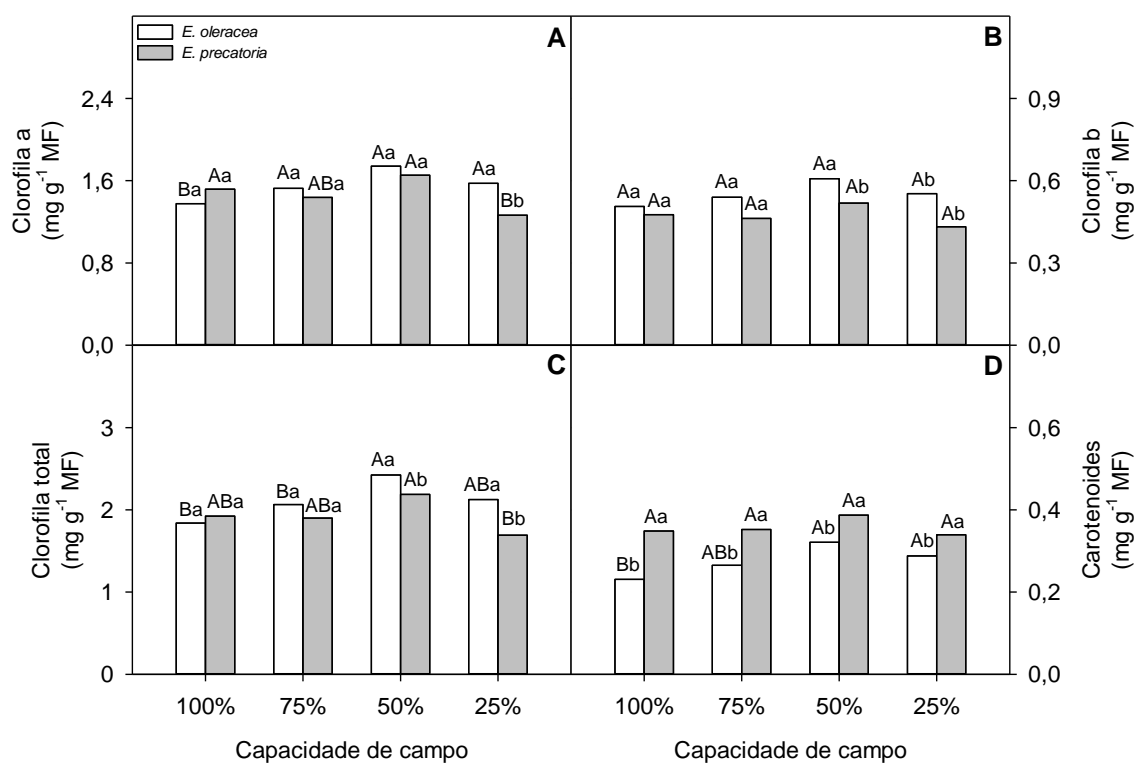 E. oleracea
E. precatoria
A
B
2,4
1,6
0,8
0,0
Clorofila a
(mg g⁻¹ MF)
Ba Aa Aa ABa Aa Aa Aa Bb
Aa Aa Aa Aa Aa Ab Ab Ab
0,9
0,6
0,3
0,0
Clorofila b
(mg g⁻¹ MF)
C
D
3
2
1
0
Clorofila total
(mg g⁻¹ MF)
Ba ABa Ba ABa Aa Ab ABa Bb
Bb Aa ABb Aa Ab Aa Ab Aa
0,6
0,4
0,2
0,0
Carotenoides
(mg g⁻¹ MF)
100% 75% 50% 25%
100% 75% 50% 25%
Capacidade de campo
Capacidade de campo